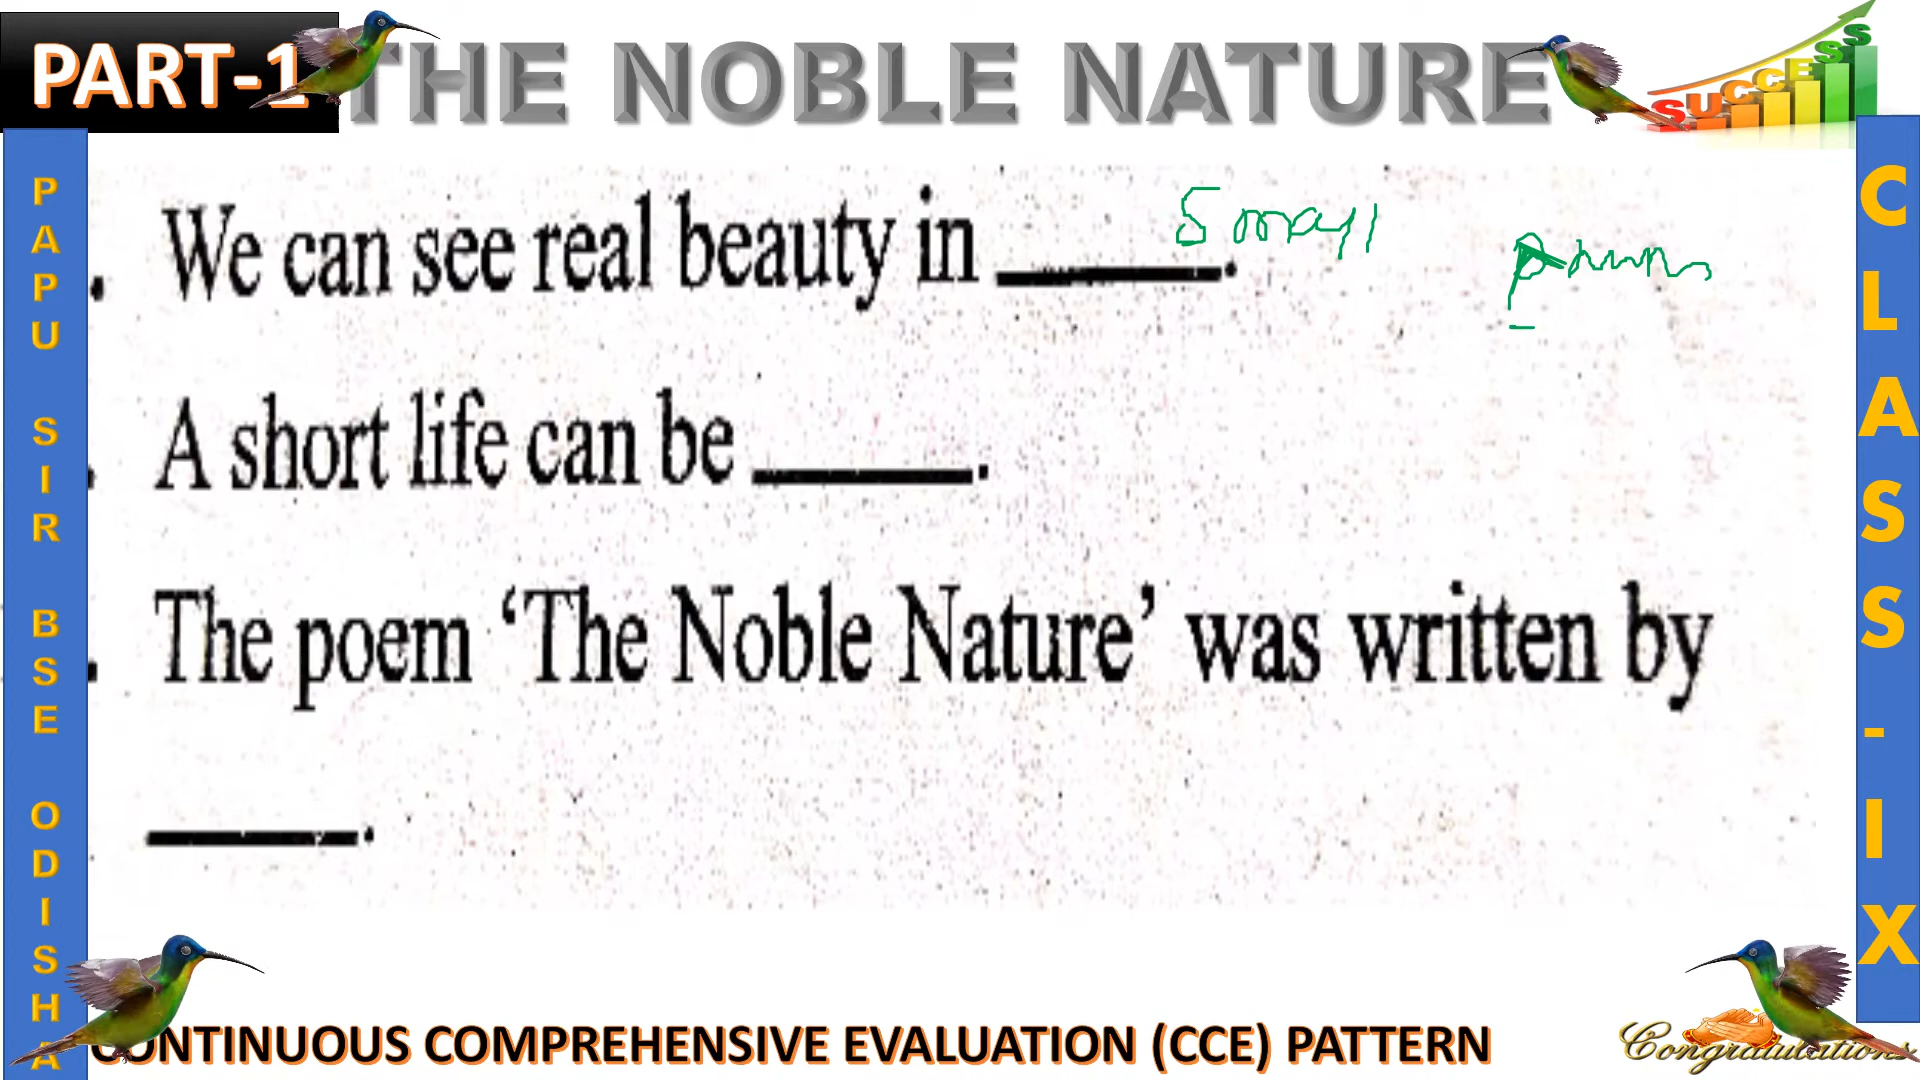 PART-1 THE NOBLE NATURE
SUCCESS
PAPU SIR BSE ODISHA
We can see real beauty in ______.
small
A short life can be ______.
The poem ‘The Noble Nature’ was written by
______.
CLASS-IX
CONTINUOUS COMPREHENSIVE EVALUATION (CCE) PATTERN
Congratulations